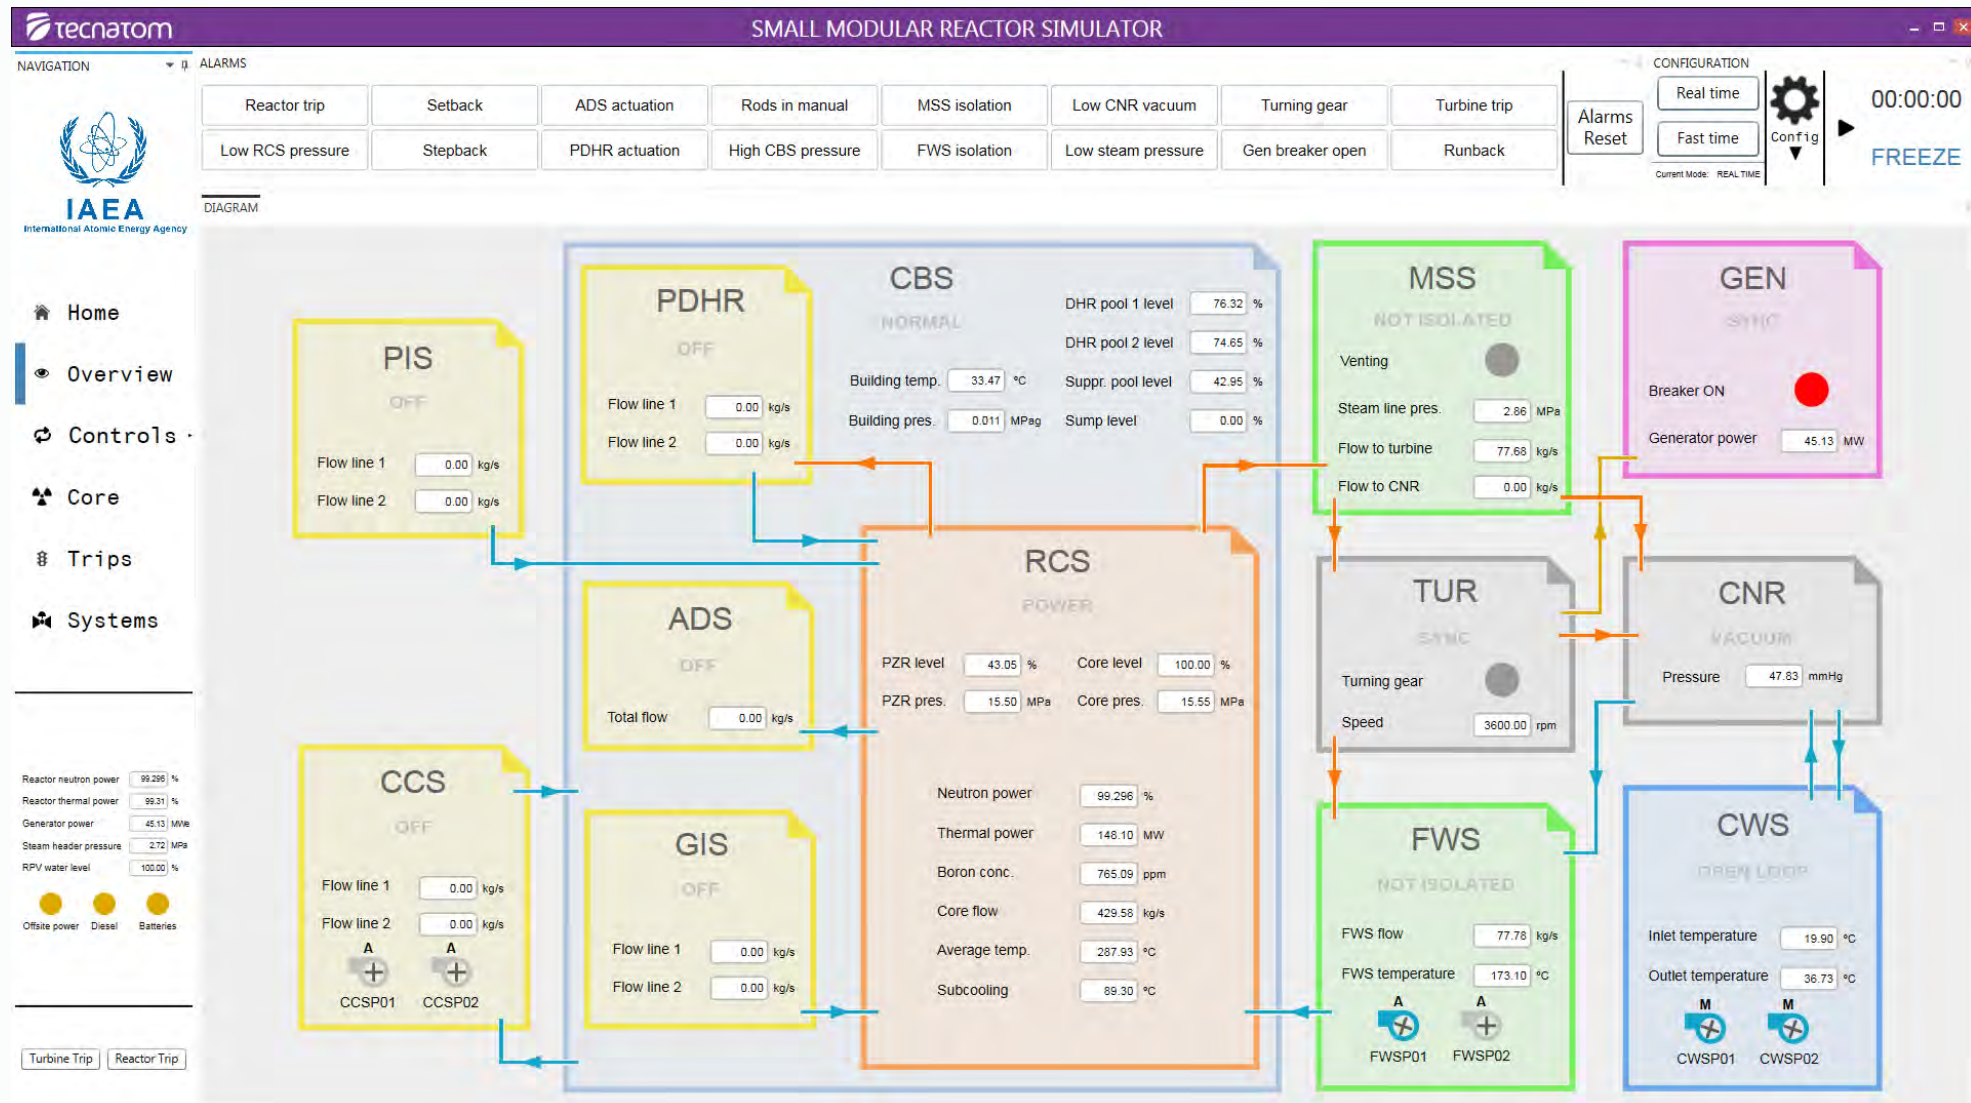 tecnatom
SMALL MODULAR REACTOR SIMULATOR
NAVIGATION
ALARMS
CONFIGURATION
Reactor trip Setback ADS actuation Rods in manual MSS isolation Low CNR vacuum Turning gear Turbine trip
Low RCS pressure Stepback PDHR actuation High CBS pressure FWS isolation Low steam pressure Gen breaker open Runback
Alarms
Reset
Real time
Fast time
Current Mode: REAL TIME
Config
00:00:00
FREEZE
IAEA
International Atomic Energy Agency
DIAGRAM
Home
Overview
Controls
Core
Trips
Systems
Reactor neutron power 99.296 %
Reactor thermal power 99.31 %
Generator power 45.13 MWe
Steam header pressure 2.72 MPa
RPV water level 100.00 %
Offsite power Diesel Batteries
Turbine Trip Reactor Trip
PIS
OFF
Flow line 1 0.00 kg/s
Flow line 2 0.00 kg/s
CCS
OFF
Flow line 1 0.00 kg/s
Flow line 2 0.00 kg/s
A A
CCSP01 CCSP02
PDHR
OFF
Flow line 1 0.00 kg/s
Flow line 2 0.00 kg/s
CBS
NORMAL
Building temp. 33.47 ºC
Building pres. 0.011 MPag
DHR pool 1 level 76.32 %
DHR pool 2 level 74.65 %
Suppr. pool level 42.95 %
Sump level 0.00 %
ADS
OFF
Total flow 0.00 kg/s
GIS
OFF
Flow line 1 0.00 kg/s
Flow line 2 0.00 kg/s
RCS
POWER
PZR level 43.05 % Core level 100.00 %
PZR pres. 15.50 MPa Core pres. 15.55 MPa
Neutron power 99.296 %
Thermal power 148.10 MW
Boron conc. 765.09 ppm
Core flow 429.58 kg/s
Average temp. 287.93 ºC
Subcooling 89.30 ºC
MSS
NOT ISOLATED
Venting
Steam line pres. 2.86 MPa
Flow to turbine 77.68 kg/s
Flow to CNR 0.00 kg/s
GEN
SYNC
Breaker ON
Generator power 45.13 MW
TUR
SYNC
Turning gear
Speed 3600.00 rpm
CNR
VACUUM
Pressure 47.83 mmHg
FWS
NOT ISOLATED
FWS flow 77.78 kg/s
FWS temperature 173.10 ºC
A A
FWSP01 FWSP02
CWS
OPEN LOOP
Inlet temperature 19.90 ºC
Outlet temperature 36.73 ºC
M M
CWSP01 CWSP02